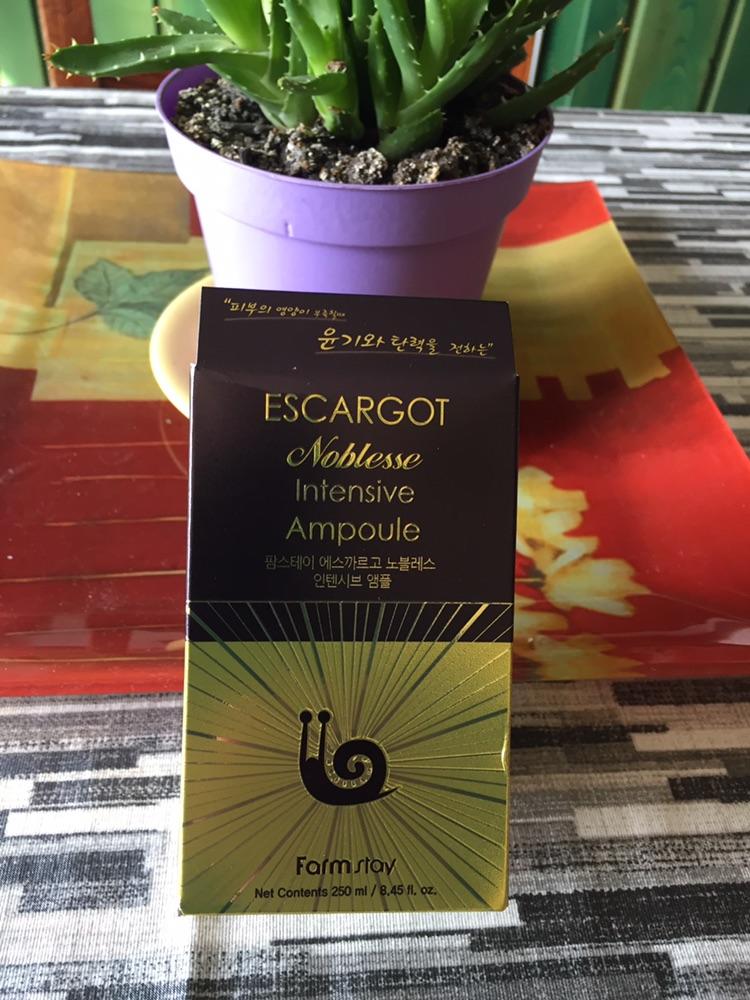 "피부의 영양이 부족할때
윤기와 탄력을 전하는"
ESCARGOT
Noblesse
Intensive
Ampoule
팜스테이 에스까르고 노블레스
인텐시브 앰플
Farmstay
Net Contents 250 ml / 8.45 fl. oz.